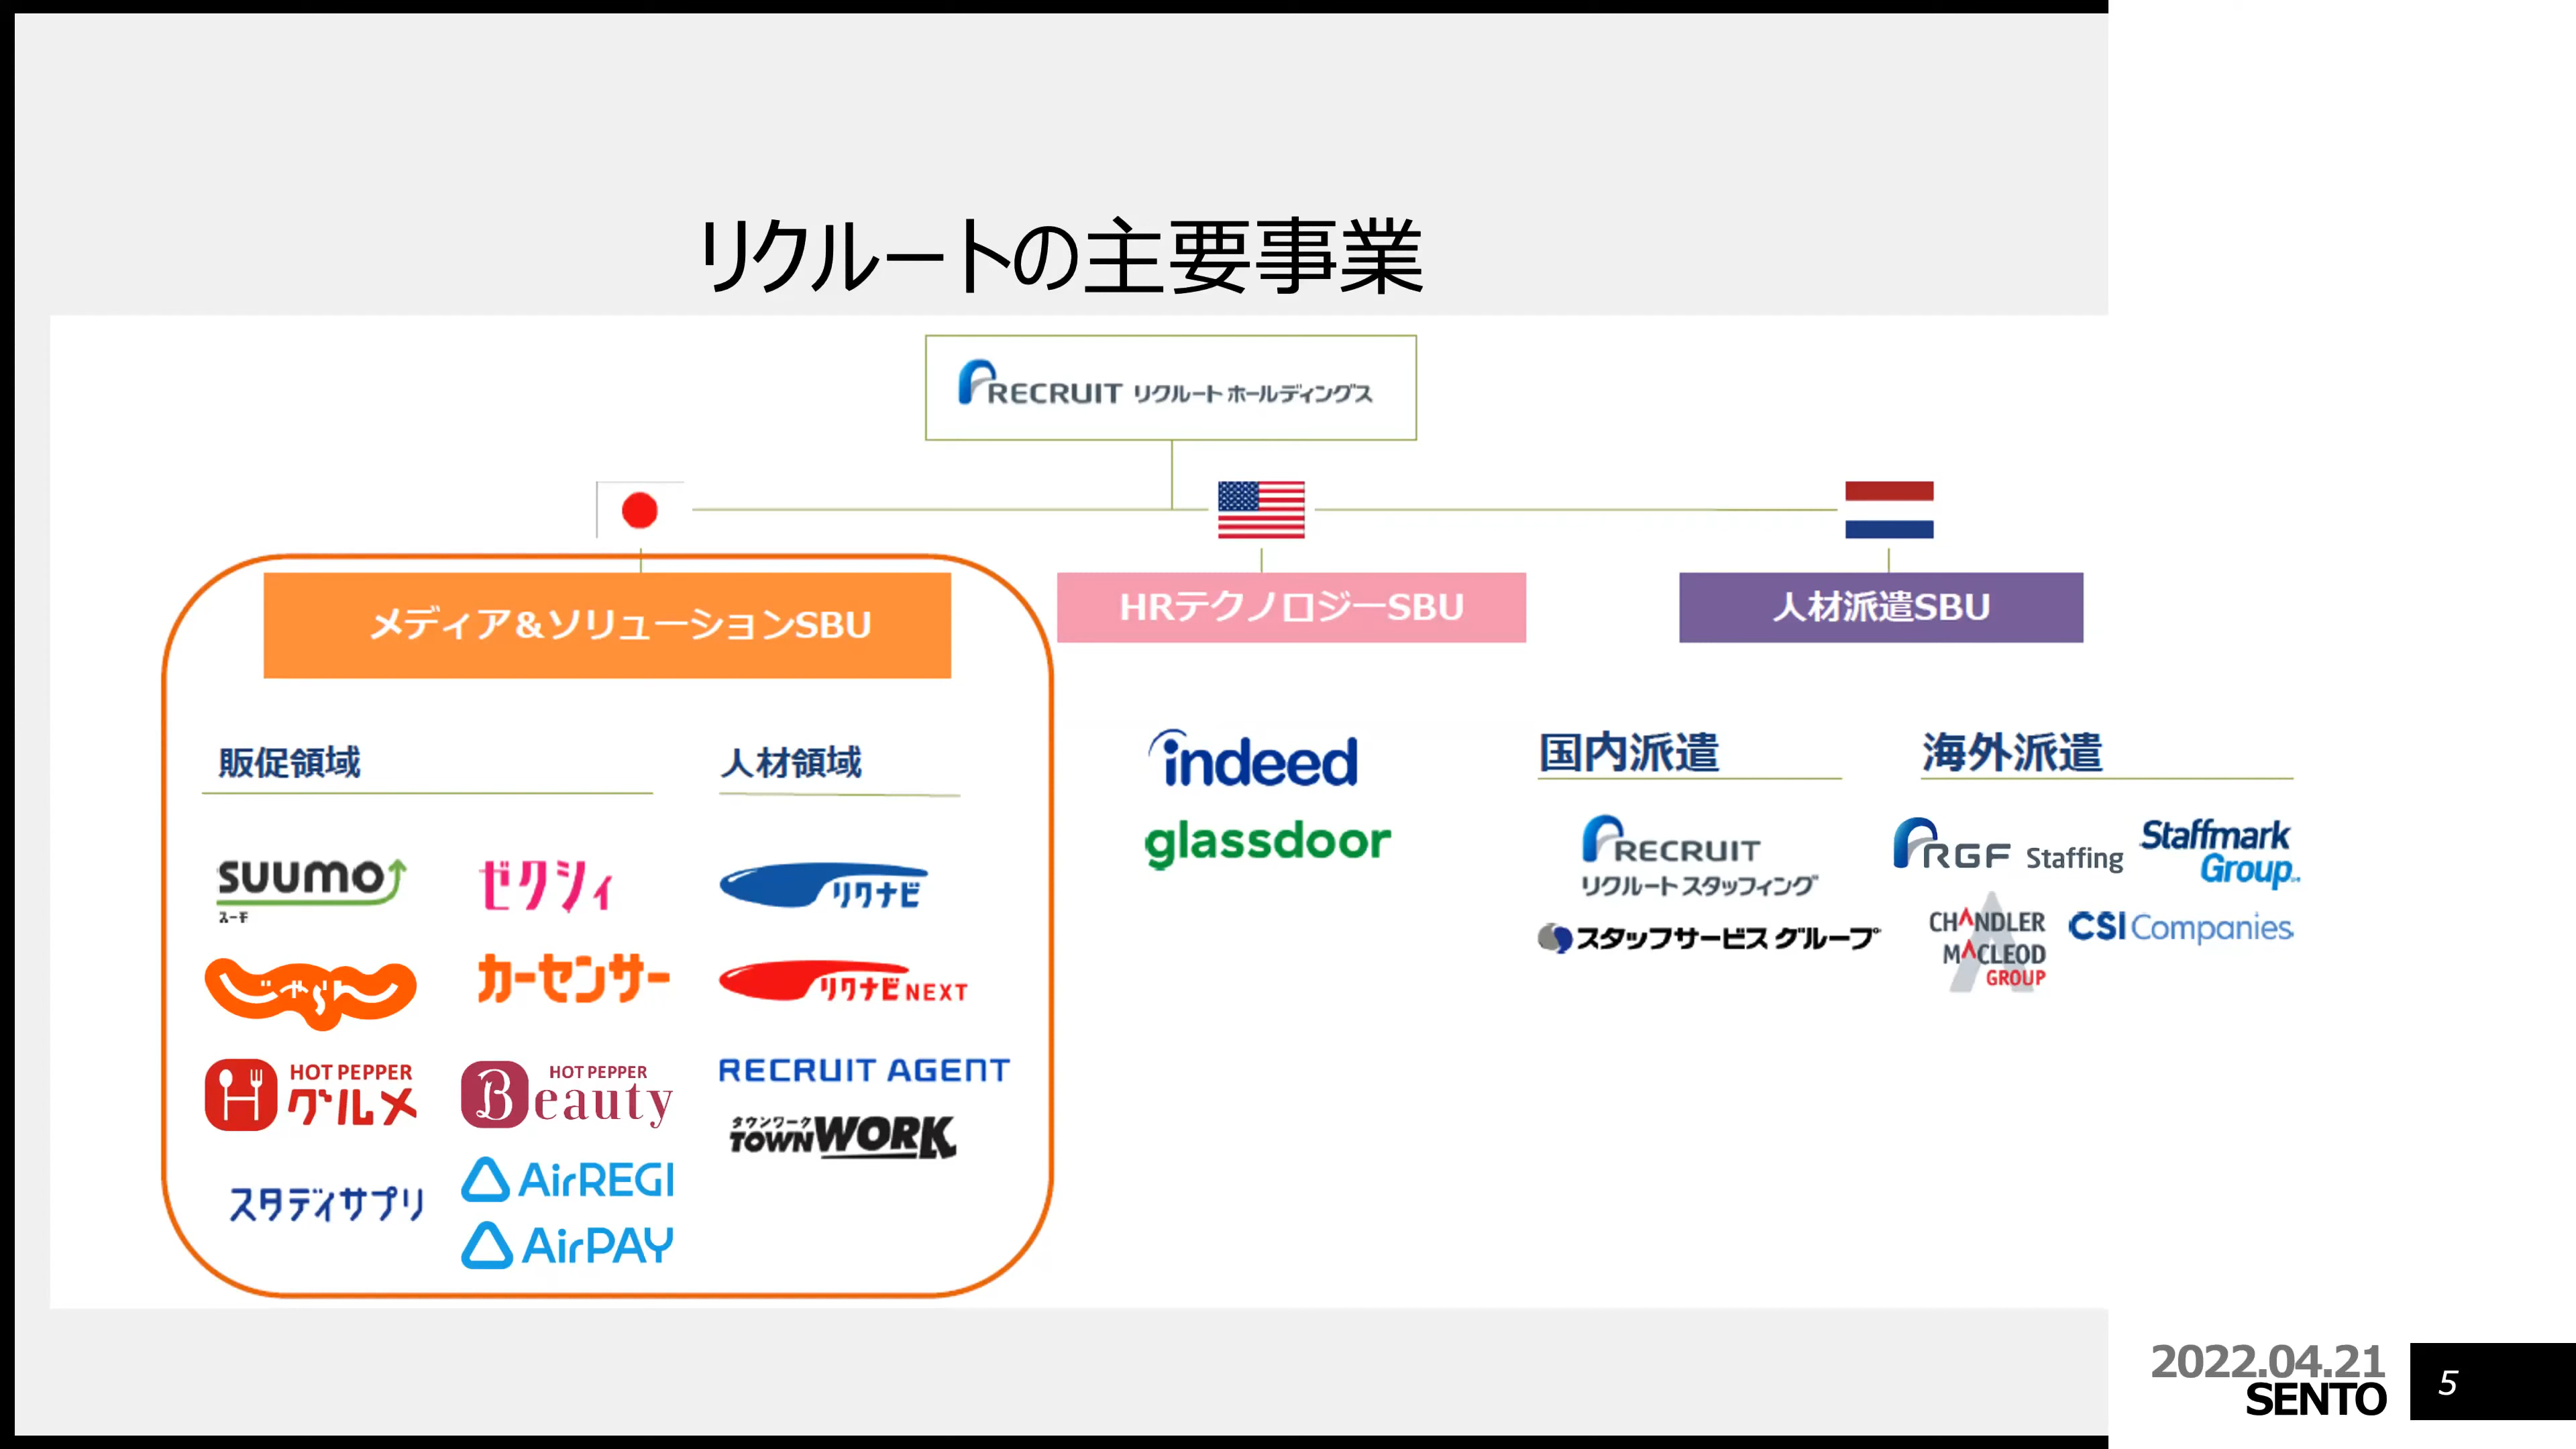 リクルートの主要事業
RECRUIT リクルート ホールディングス
メディア&ソリューションSBU
販促領域
人材領域
SUUMO
スーモ
ゼクシィ
リクナビ
じゃらん
カーセンサー
リクナビNEXT
HOT PEPPER
グルメ
HOT PEPPER
Beauty
RECRUIT AGENT
タウンワーク
TOWNWORK
スタディサプリ
AirREGI
AirPAY
HRテクノロジーSBU
indeed
glassdoor
人材派遣SBU
国内派遣
RECRUIT
リクルート スタッフィング
スタッフサービス グループ
海外派遣
RGF Staffing
Staffmark
Group
CHANDLER
MACLEOD
GROUP
CSI Companies
2022.04.21
SENTO
5